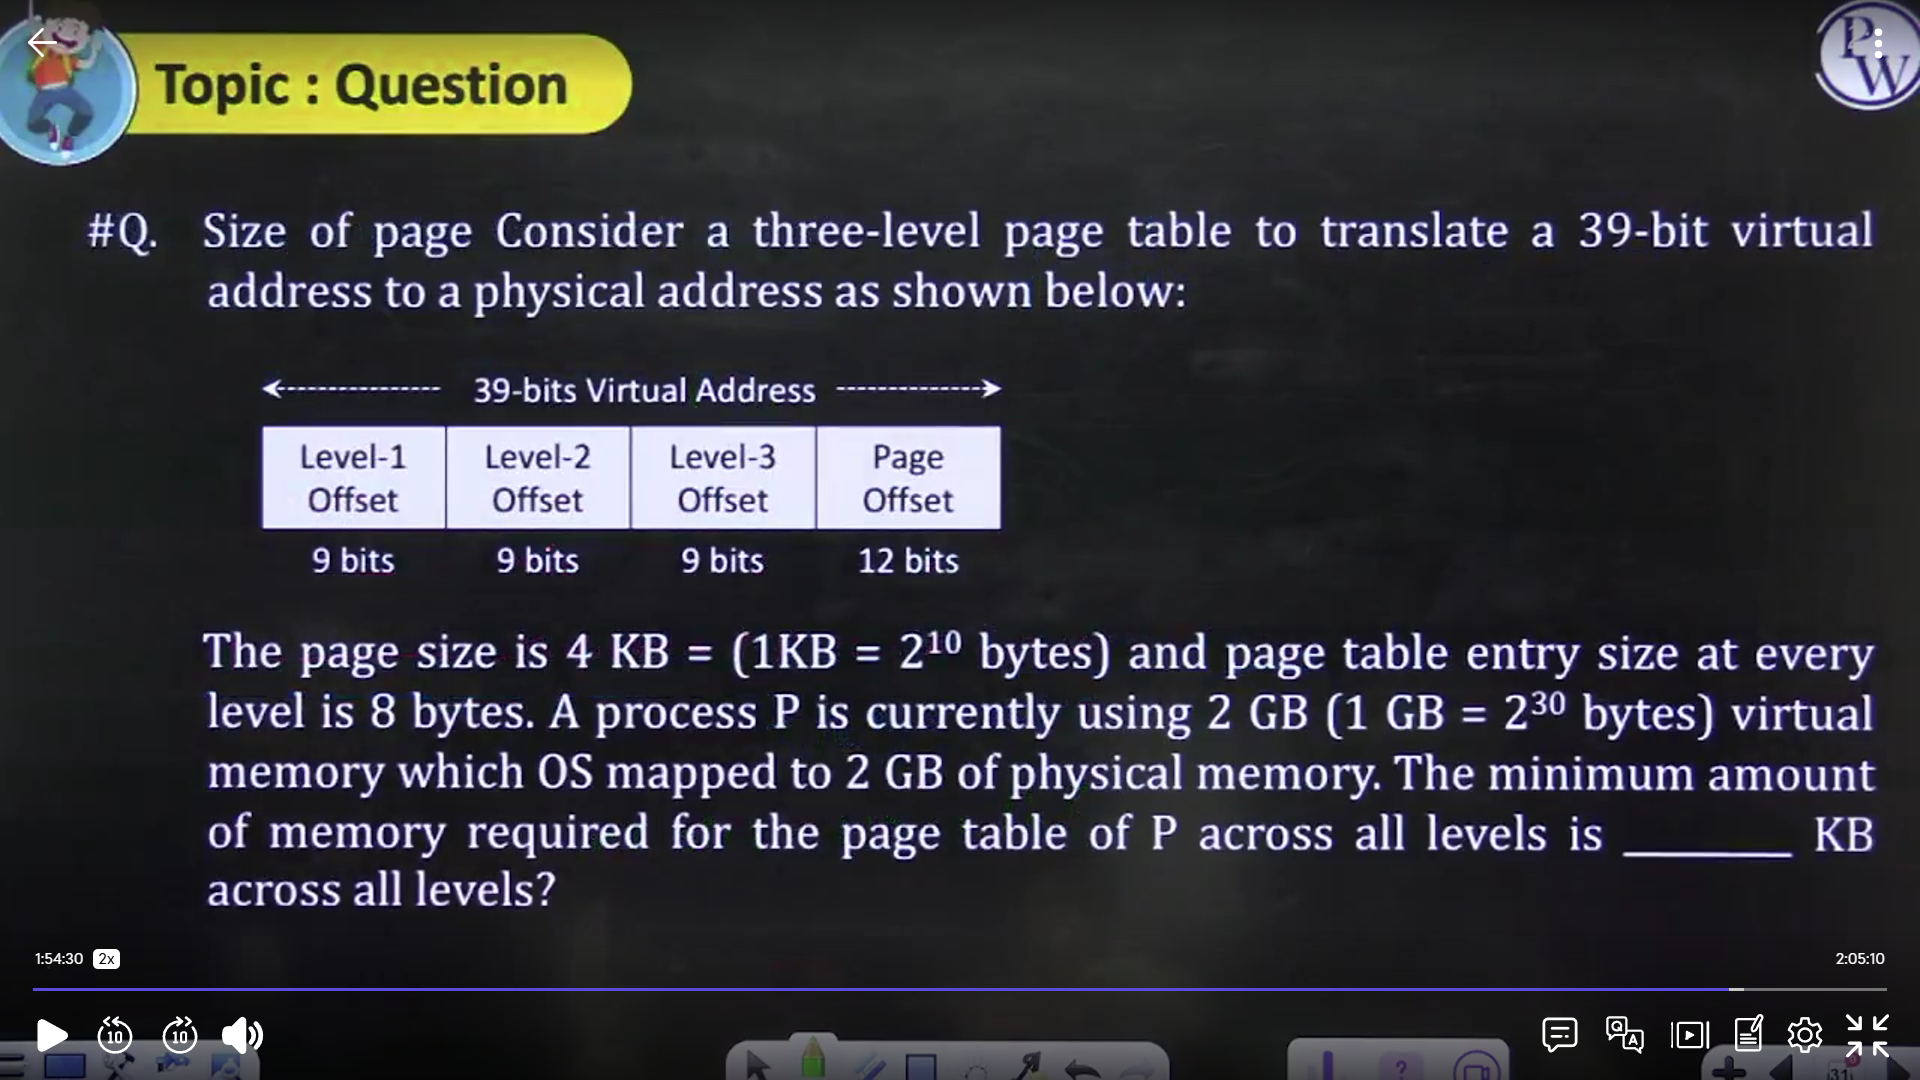 Topic : Question
PW
#Q. Size of page Consider a three-level page table to translate a 39-bit virtual
address to a physical address as shown below:
39-bits Virtual Address
Level-1 Offset Level-2 Offset Level-3 Offset Page Offset
9 bits 9 bits 9 bits 12 bits
The page size is 4 KB = (1KB = 2¹⁰ bytes) and page table entry size at every
level is 8 bytes. A process P is currently using 2 GB (1 GB = 2³⁰ bytes) virtual
memory which OS mapped to 2 GB of physical memory. The minimum amount
of memory required for the page table of P across all levels is ______ KB
across all levels?
1:54:30 2x 2:05:10
10 10
31